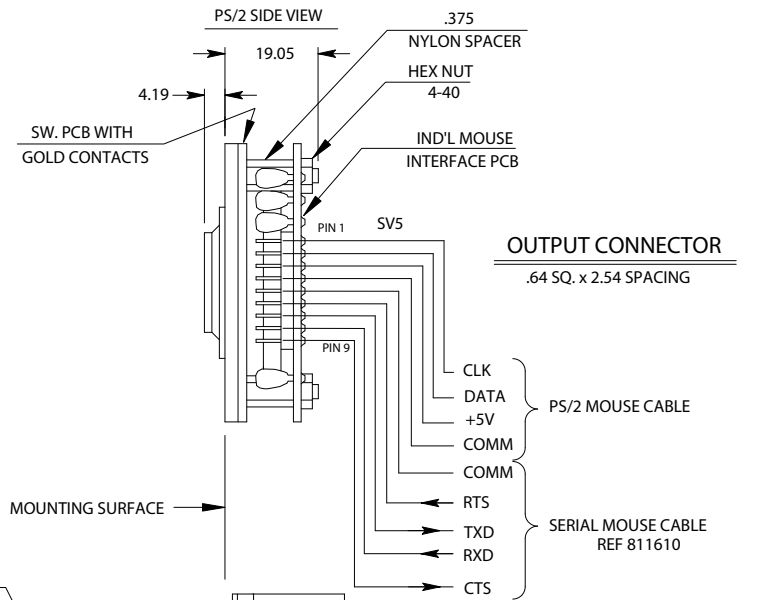 PS/2 SIDE VIEW
.375
NYLON SPACER
19.05
HEX NUT
4-40
4.19
SW. PCB WITH
GOLD CONTACTS
IND'L MOUSE
INTERFACE PCB
PIN 1
SV5
OUTPUT CONNECTOR
.64 SQ. x 2.54 SPACING
PIN 9
CLK
DATA
+5V
COMM
PS/2 MOUSE CABLE
COMM
RTS
TXD
RXD
CTS
SERIAL MOUSE CABLE
REF 811610
MOUNTING SURFACE